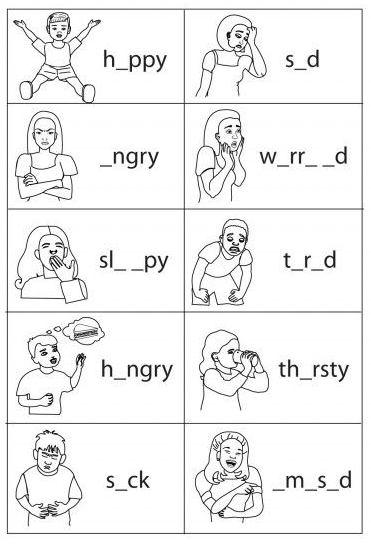 h_ppy
s_d
_ngry
w_rr_ _d
sl_ _py
t_r_d
h_ngry
th_rsty
s_ck
_m_s_d